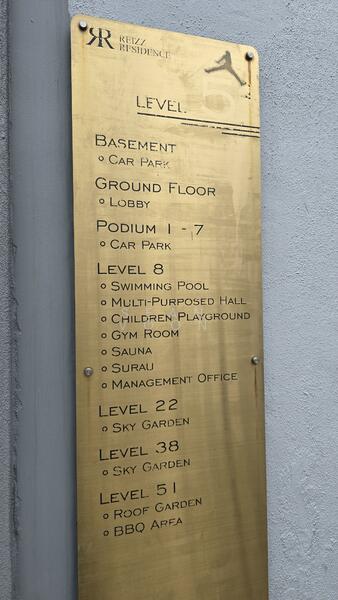 RR
REIZZ
RESIDENCE
LEVEL
5
BASEMENT
CAR PARK
GROUND FLOOR
LOBBY
PODIUM 1 - 7
CAR PARK
LEVEL 8
SWIMMING POOL
MULTI-PURPOSED HALL
CHILDREN PLAYGROUND
GYM ROOM
SAUNA
SURAU
MANAGEMENT OFFICE
LEVEL 22
SKY GARDEN
LEVEL 38
SKY GARDEN
LEVEL 51
ROOF GARDEN
BBQ AREA